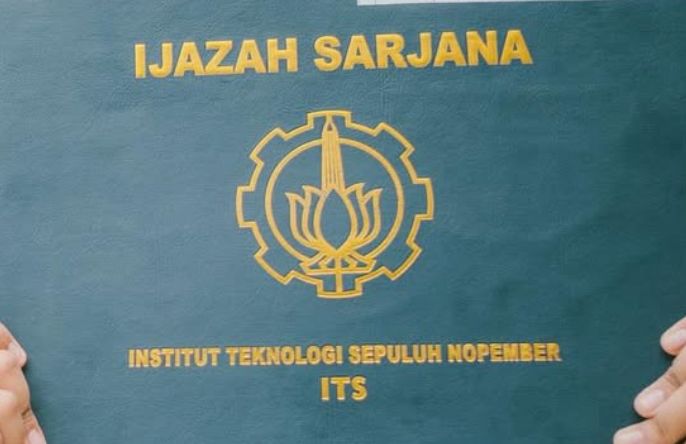 IJAZAH SARJANA
INSTITUT TEKNOLOGI SEPULUH NOPEMBER
ITS